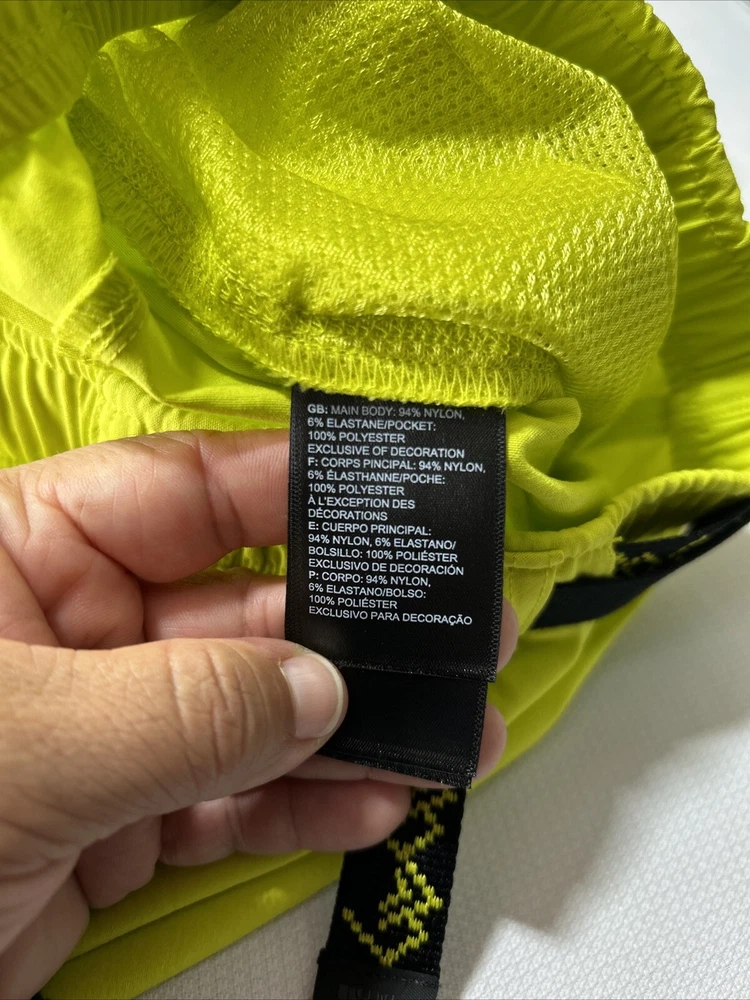 GB: MAIN BODY: 94% NYLON,
6% ELASTANE/POCKET:
100% POLYESTER
EXCLUSIVE OF DECORATION
F: CORPS PINCIPAL: 94% NYLON,
6% ÉLASTHANNE/POCHE:
100% POLYESTER
À L'EXCEPTION DES
DÉCORATIONS
E: CUERPO PRINCIPAL:
94% NYLON, 6% ELASTANO/
BOLSILLO: 100% POLIÉSTER
EXCLUSIVO DE DECORACIÓN
P: CORPO: 94% NYLON,
6% ELASTANO/BOLSO:
100% POLIÉSTER
EXCLUSIVO PARA DECORAÇÃO